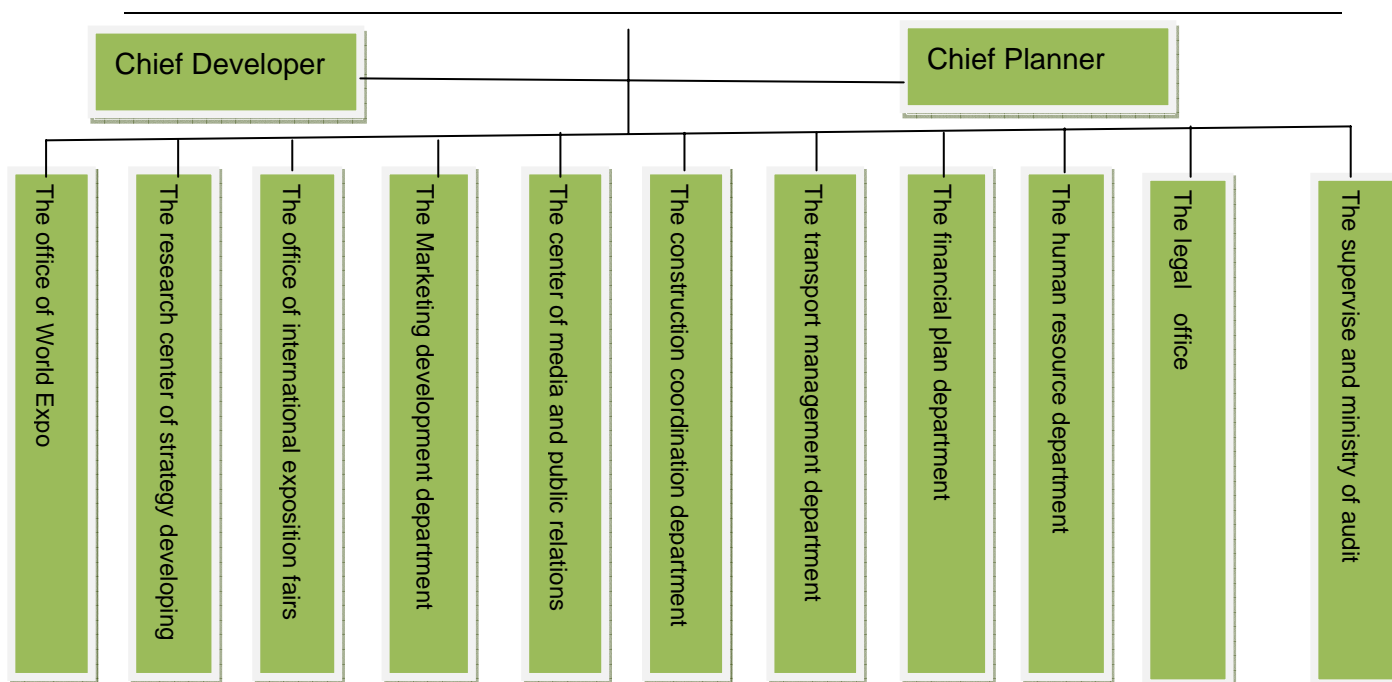 Chief Developer
Chief Planner
The office of World Expo
The research center of strategy developing
The office of international exposition fairs
The Marketing development department
The center of media and public relations
The construction coordination department
The transport management department
The financial plan department
The human resource department
The legal office
The supervise and ministry of audit